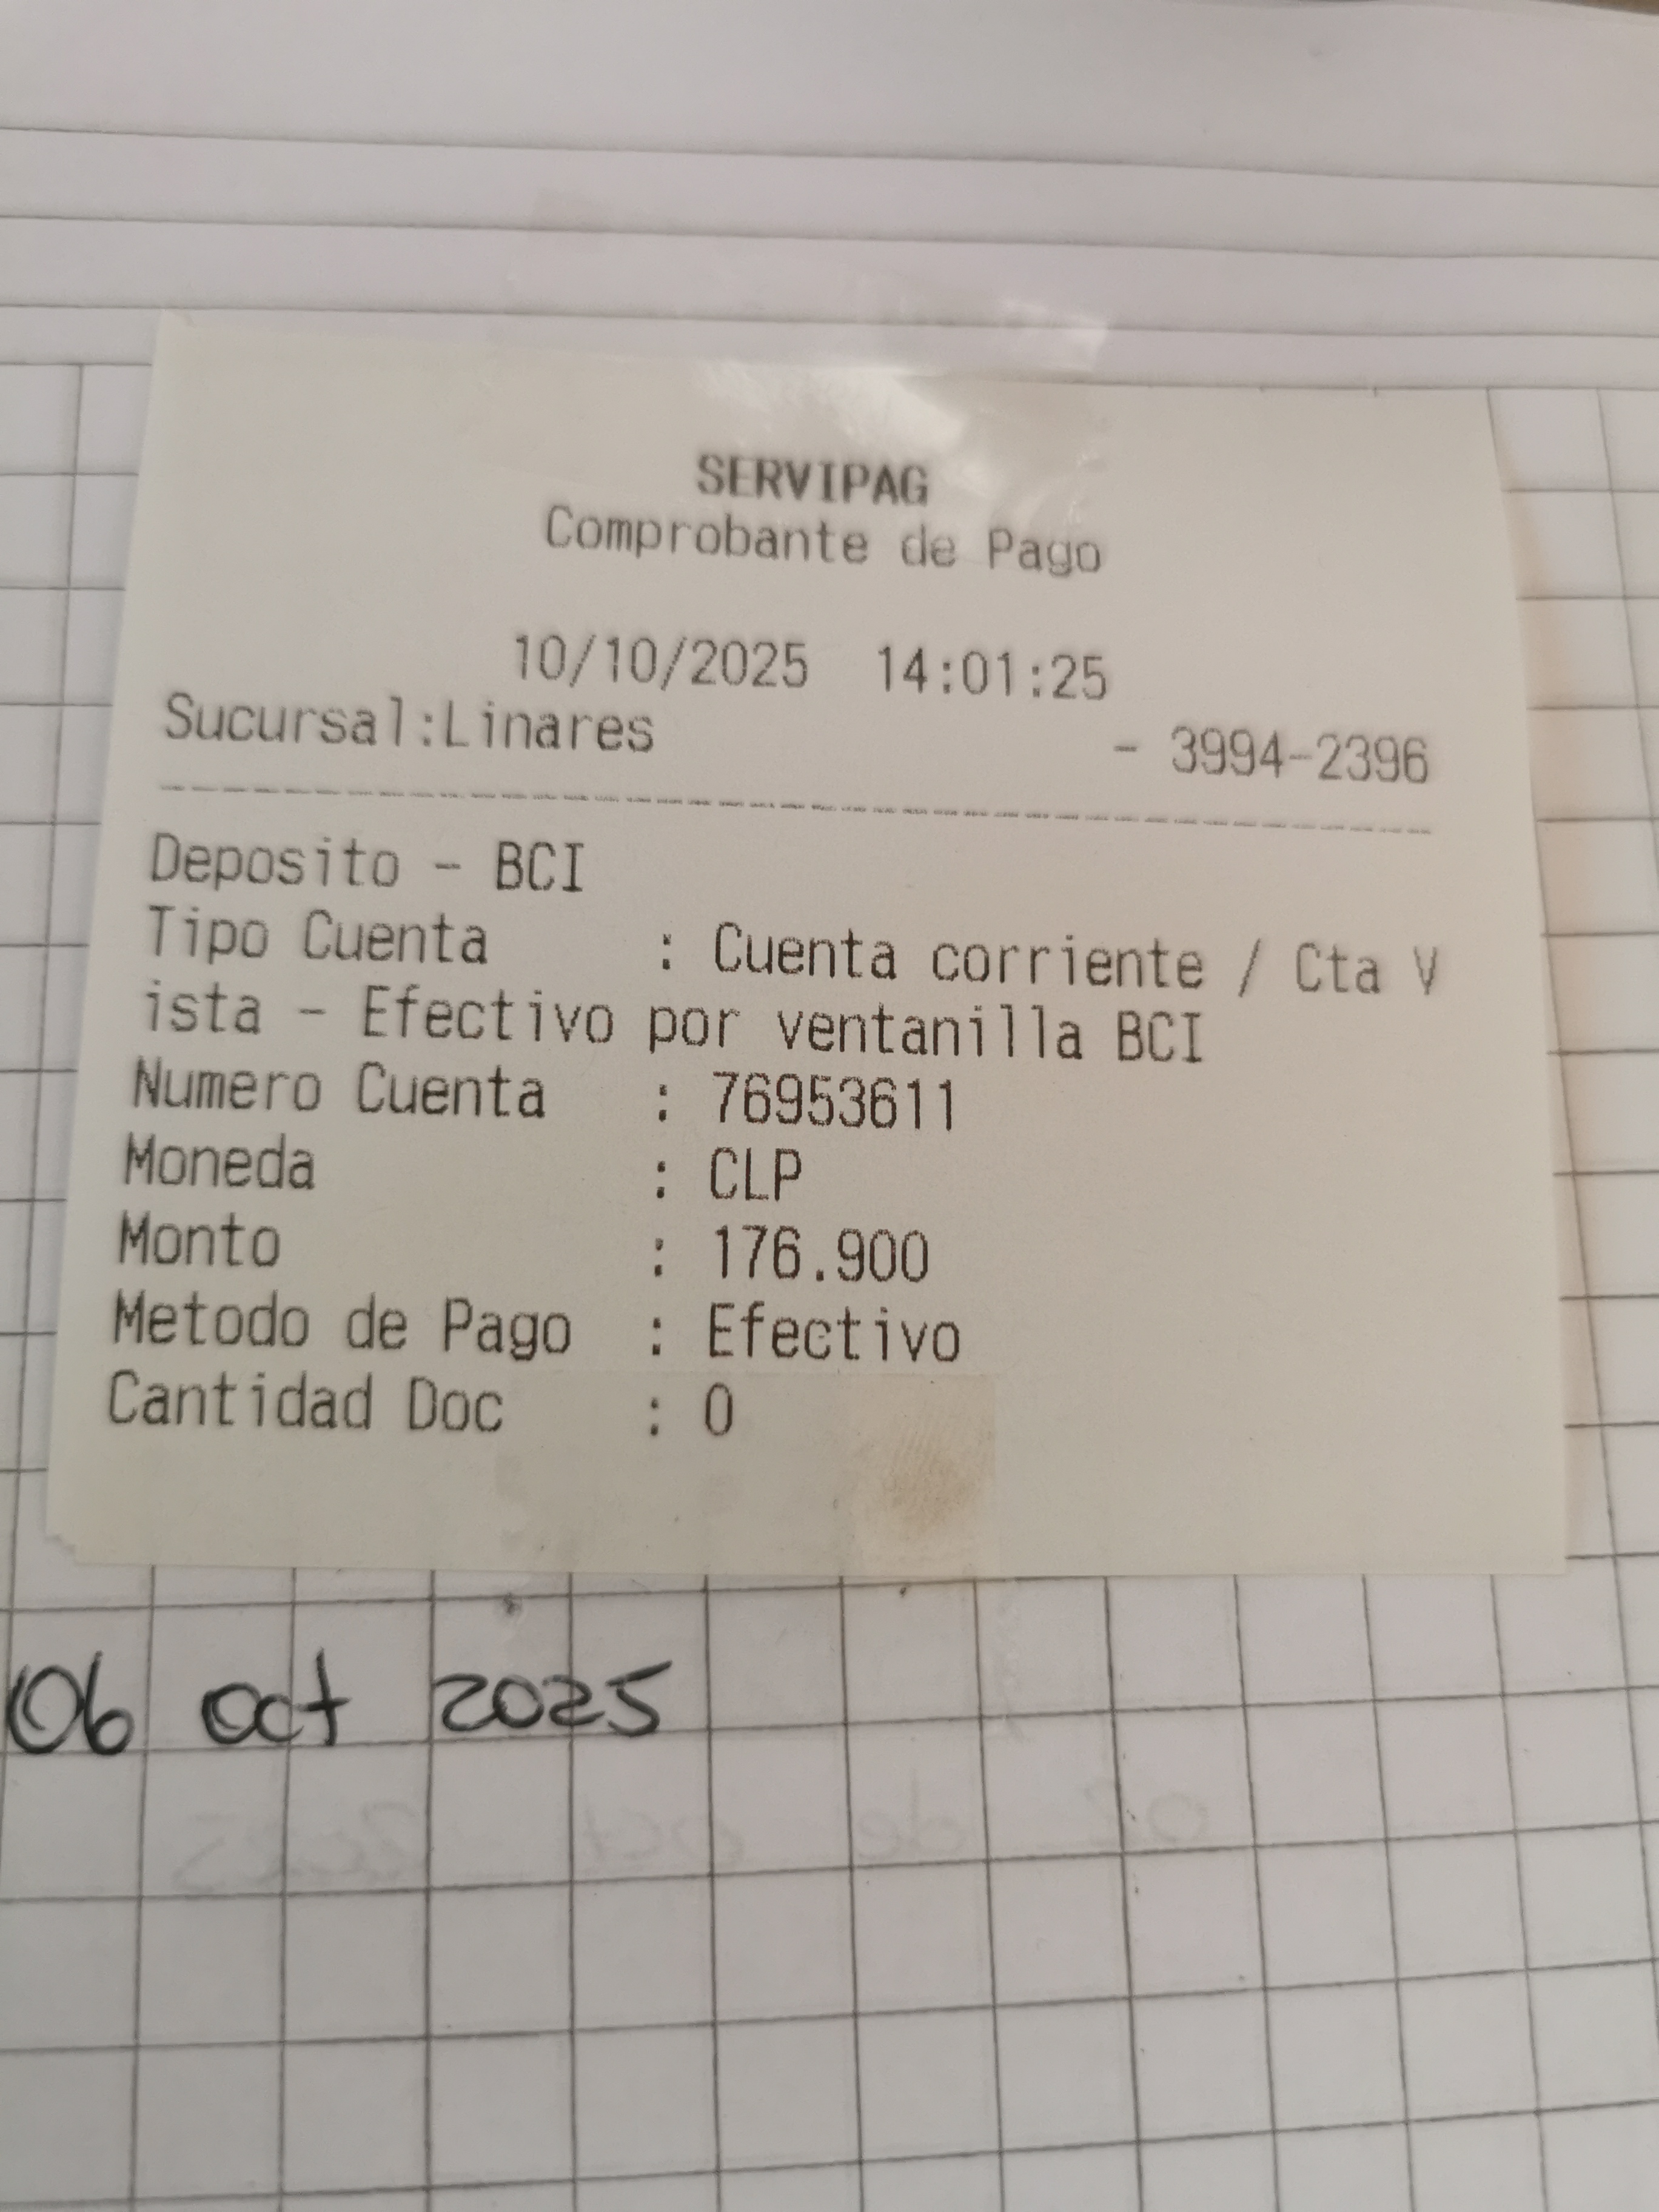 SERVIPAG
Comprobante de Pago
10/10/2025 14:01:25
Sucursal:Linares - 3994-2396
Deposito - BCI
Tipo Cuenta : Cuenta corriente / Cta V
ista - Efectivo por ventanilla BCI
Numero Cuenta : 76953611
Moneda : CLP
Monto : 176.900
Metodo de Pago : Efectivo
Cantidad Doc : 0
06 oct 2025